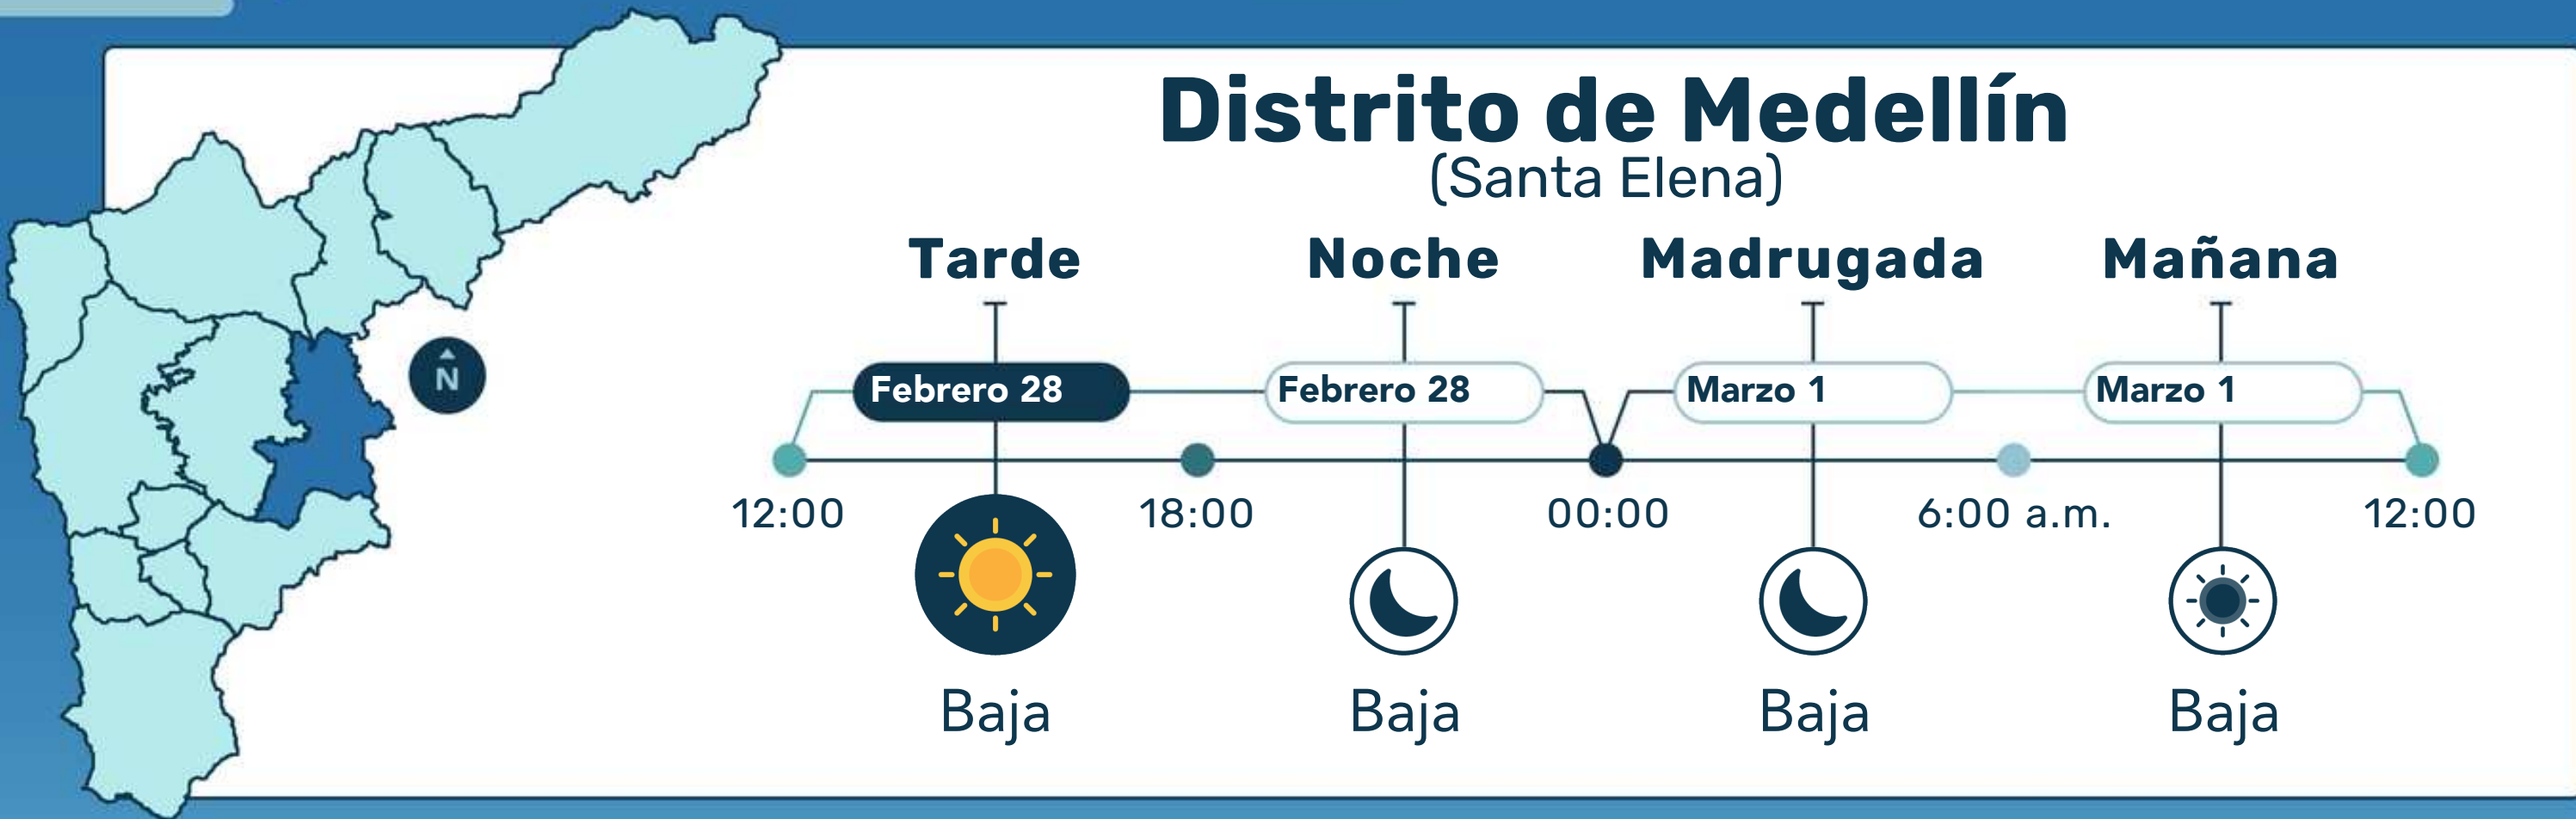 Distrito de Medellín
(Santa Elena)
Tarde Noche Madrugada Mañana
N
Febrero 28 Febrero 28 Marzo 1 Marzo 1
12:00 18:00 00:00 6:00 a.m. 12:00
Baja Baja Baja Baja